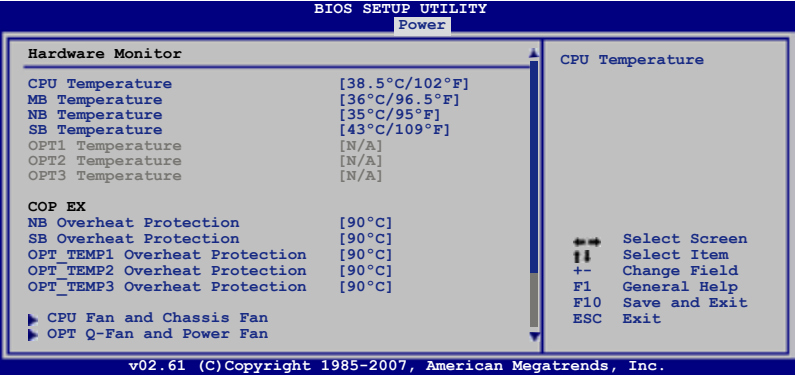 BIOS SETUP UTILITY
Power
Hardware Monitor
CPU Temperature [38.5°C/102°F]
MB Temperature [36°C/96.5°F]
NB Temperature [35°C/95°F]
SB Temperature [43°C/109°F]
OPT1 Temperature [N/A]
OPT2 Temperature [N/A]
OPT3 Temperature [N/A]
COP EX
NB Overheat Protection [90°C]
SB Overheat Protection [90°C]
OPT_TEMP1 Overheat Protection [90°C]
OPT_TEMP2 Overheat Protection [90°C]
OPT_TEMP3 Overheat Protection [90°C]
CPU Fan and Chassis Fan
OPT Q-Fan and Power Fan
CPU Temperature
Select Screen
Select Item
+- Change Field
F1 General Help
F10 Save and Exit
ESC Exit
v02.61 (C)Copyright 1985-2007, American Megatrends, Inc.